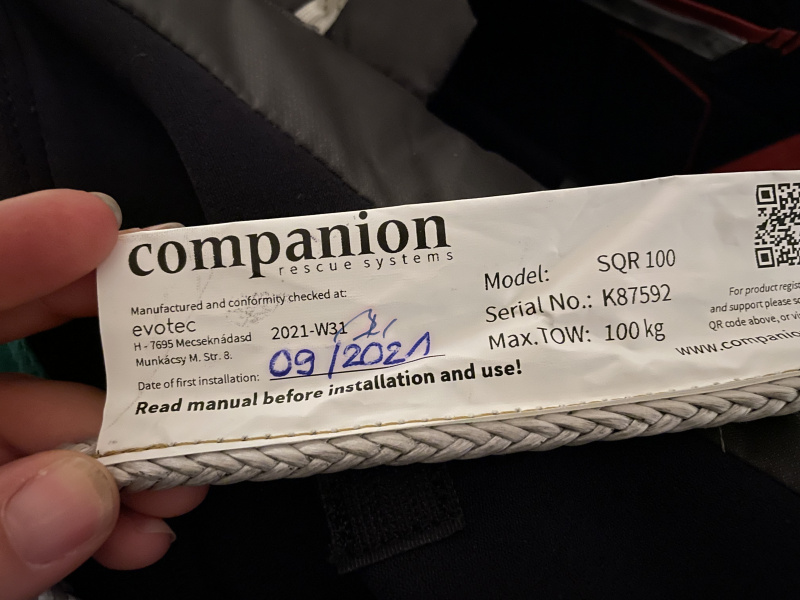 companion
rescue systems
Manufactured and conformity checked at:
evotec
H - 7695 Mecseknádasd
Munkácsy M. Str. 8.
2021-W31
Date of first installation: 09/2021
Read manual before installation and use!
Model: SQR 100
Serial No.: K87592
Max.TOW: 100 kg
For product regis
and support please s
QR code above, or vi
www.companio